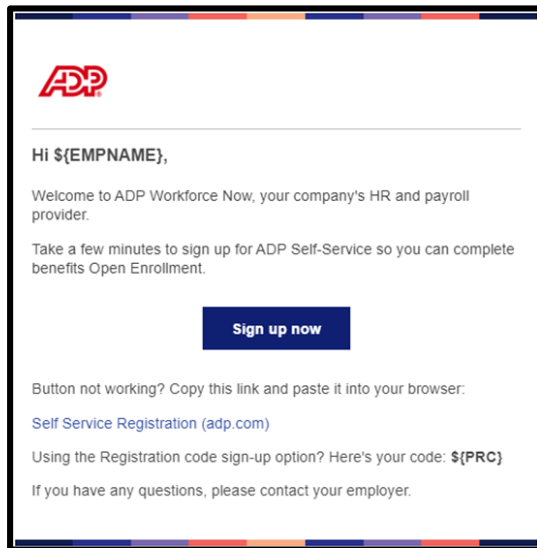 ADP
Hi ${EMPNAME},
Welcome to ADP Workforce Now, your company's HR and payroll
provider.
Take a few minutes to sign up for ADP Self-Service so you can complete
benefits Open Enrollment.
Sign up now
Button not working? Copy this link and paste it into your browser:
Self Service Registration (adp.com)
Using the Registration code sign-up option? Here's your code: ${PRC}
If you have any questions, please contact your employer.